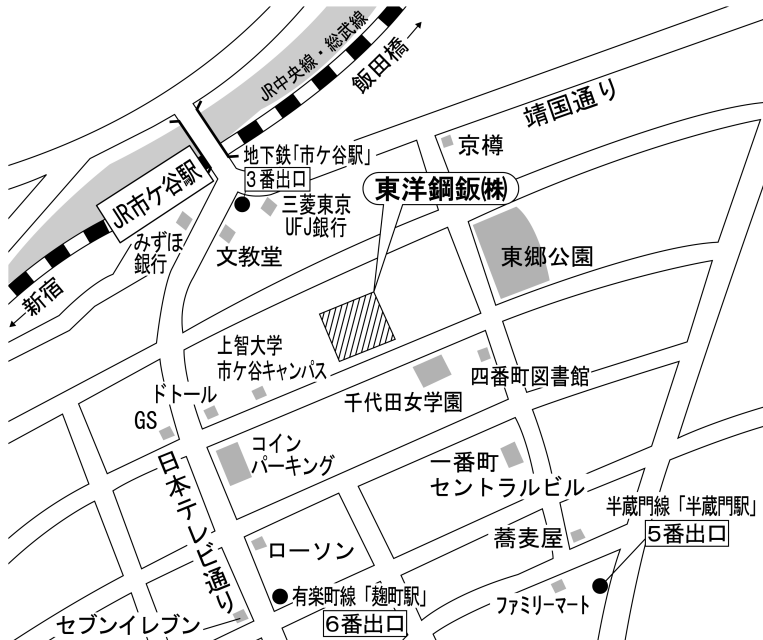 JR中央線・総武線
飯田橋
靖国通り
京樽
地下鉄「市ケ谷駅」
3番出口
東洋鋼鈑㈱
JR市ケ谷駅
三菱東京
UFJ銀行
みずほ
銀行
文教堂
東郷公園
新宿
上智大学
市ケ谷キャンパス
四番町図書館
ドトール
千代田女学園
GS
コイン
パーキング
日本テレビ通り
一番町
セントラルビル
半蔵門線「半蔵門駅」
5番出口
蕎麦屋
ローソン
有楽町線「麹町駅」
6番出口
ファミリーマート
セブンイレブン